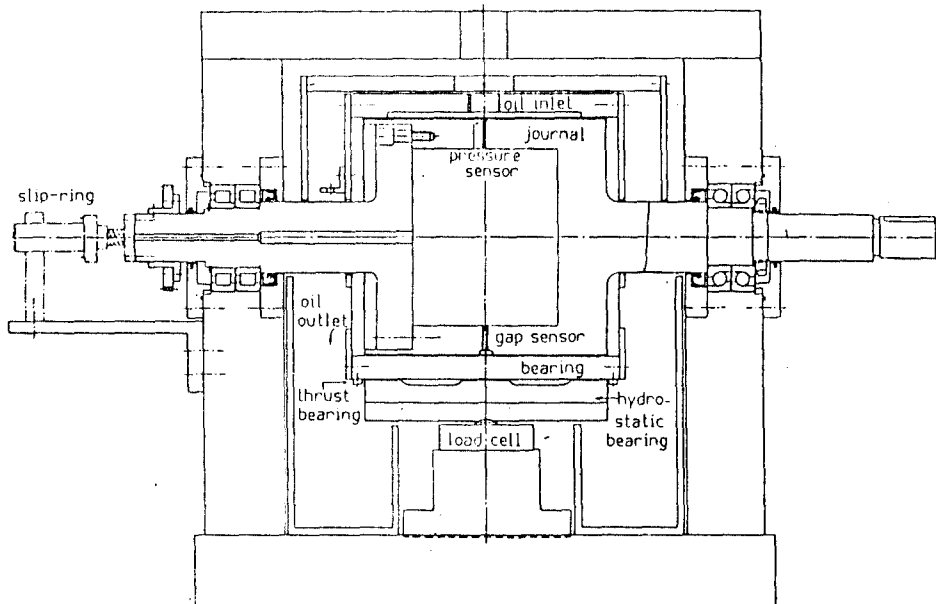 oil inlet
journal
pressure
sensor
slip-ring
oil
outlet
gap sensor
bearing
thrust
bearing
hydro-
static
bearing
load cell